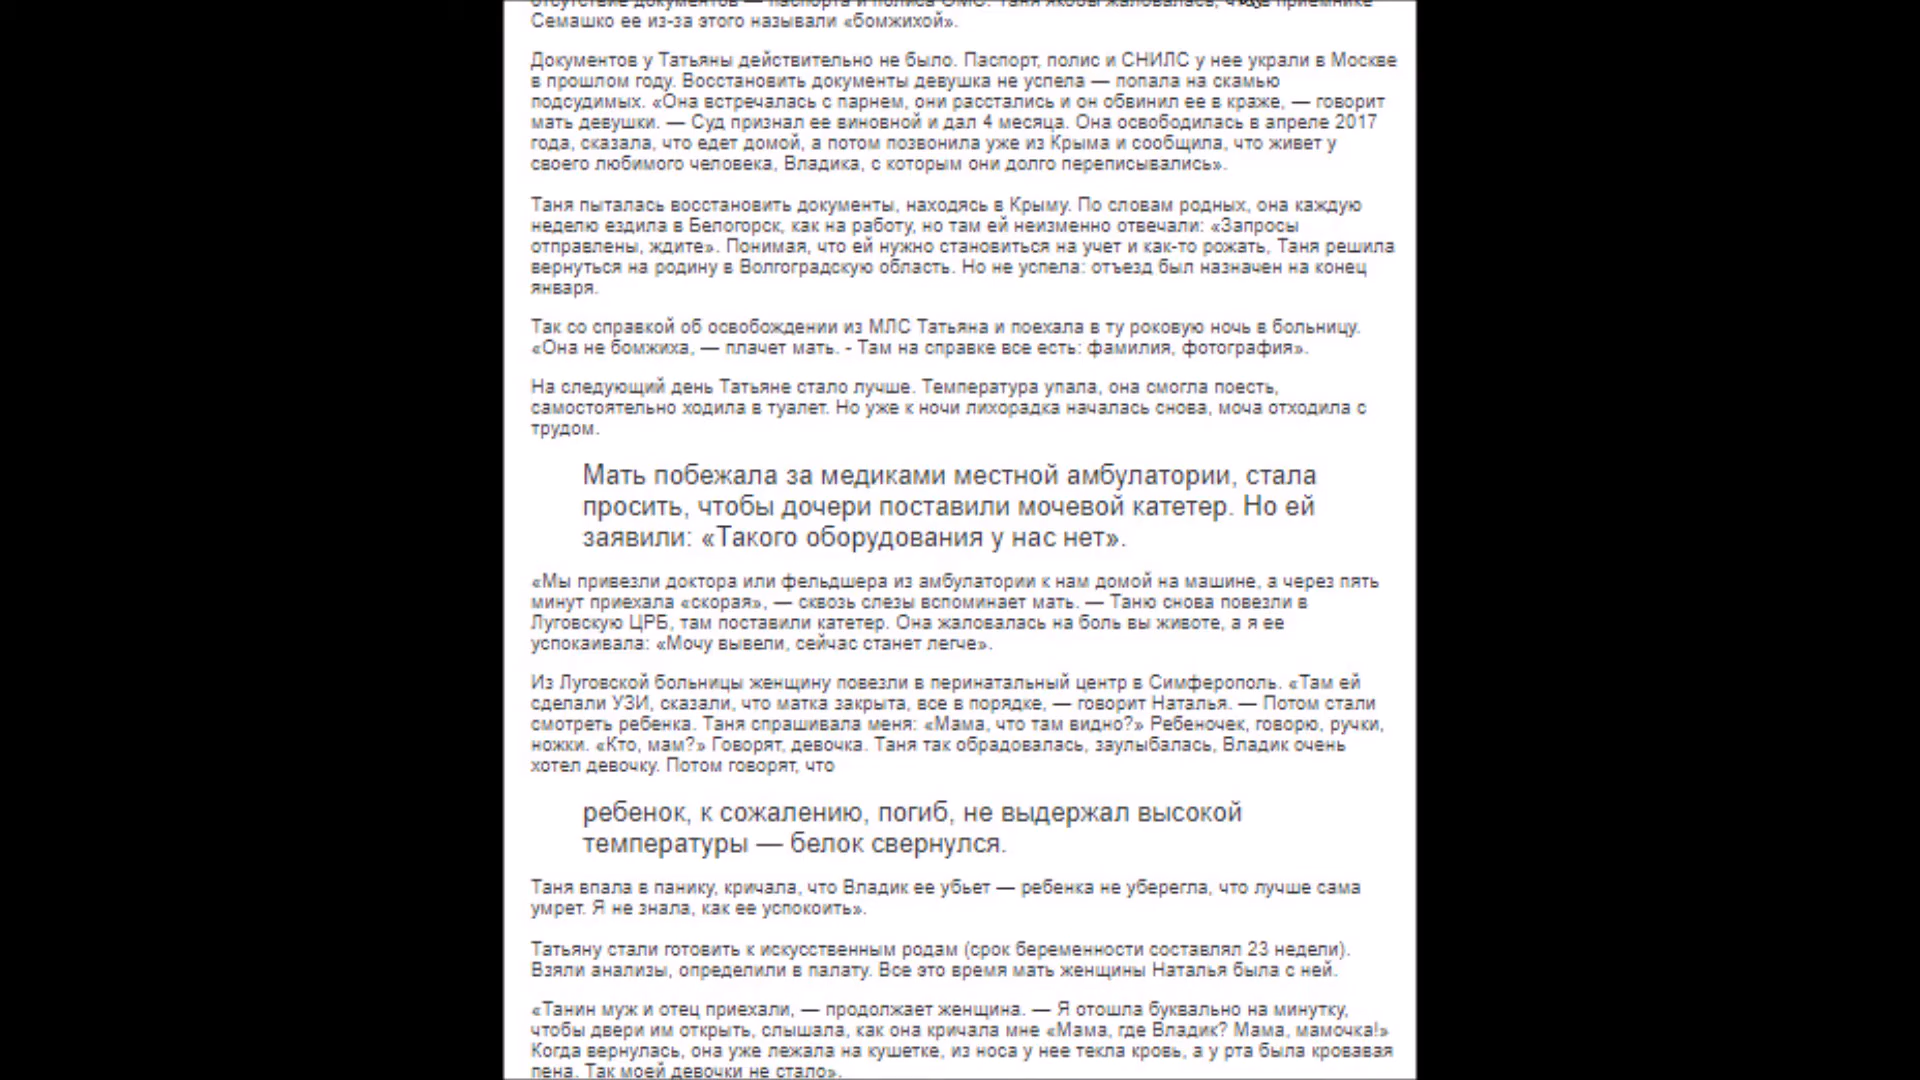 отсутствие документов — паспорта и полиса ОМС. Таня якобы жаловалась, приемнике
Семашко ее из-за этого называли «бомжихой».
Документов у Татьяны действительно не было. Паспорт, полис и СНИЛС у нее украли в Москве
в прошлом году. Восстановить документы девушка не успела — попала на скамью
подсудимых. «Она встречалась с парнем, они расстались и он обвинил ее в краже, — говорит
мать девушки. — Суд признал ее виновной и дал 4 месяца. Она освободилась в апреле 2017
года, сказала, что едет домой, а потом позвонила уже из Крыма и сообщила, что живет у
своего любимого человека, Владика, с которым они долго переписывались».
Таня пыталась восстановить документы, находясь в Крыму. По словам родных, она каждую
неделю ездила в Белогорск, как на работу, но там ей неизменно отвечали: «Запросы
отправлены, ждите». Понимая, что ей нужно становиться на учет и как-то рожать, Таня решила
вернуться на родину в Волгоградскую область. Но не успела: отъезд был назначен на конец
января.
Так со справкой об освобождении из МЛС Татьяна и поехала в ту роковую ночь в больницу.
«Она не бомжиха, — плачет мать. - Там на справке все есть: фамилия, фотография».
На следующий день Татьяне стало лучше. Температура упала, она смогла поесть,
самостоятельно ходила в туалет. Но уже к ночи лихорадка началась снова, моча отходила с
трудом.
Мать побежала за медиками местной амбулатории, стала
просить, чтобы дочери поставили мочевой катетер. Но ей
заявили: «Такого оборудования у нас нет».
«Мы привезли доктора или фельдшера из амбулатории к нам домой на машине, а через пять
минут приехала «скорая», — сквозь слезы вспоминает мать. — Таню снова повезли в
Луговскую ЦРБ, там поставили катетер. Она жаловалась на боль вы животе, а я ее
успокаивала: «Мочу вывели, сейчас станет легче».
Из Луговской больницы женщину повезли в перинатальный центр в Симферополь. «Там ей
сделали УЗИ, сказали, что матка закрыта, все в порядке, — говорит Наталья. — Потом стали
смотреть ребенка. Таня спрашивала меня: «Мама, что там видно?» Ребеночек, говорю, ручки,
ножки. «Кто, мам?» Говорят, девочка. Таня так обрадовалась, заулыбалась, Владик очень
хотел девочку. Потом говорят, что
ребенок, к сожалению, погиб, не выдержал высокой
температуры — белок свернулся.
Таня впала в панику, кричала, что Владик ее убьет — ребенка не уберегла, что лучше сама
умрет. Я не знала, как ее успокоить».
Татьяну стали готовить к искусственным родам (срок беременности составлял 23 недели).
Взяли анализы, определили в палату. Все это время мать женщины Наталья была с ней.
«Танин муж и отец приехали, — продолжает женщина. — Я отошла буквально на минутку,
чтобы двери им открыть, слышала, как она кричала мне «Мама, где Владик? Мама, мамочка!»
Когда вернулась, она уже лежала на кушетке, из носа у нее текла кровь, а у рта была кровавая
пена. Так моей девочки не стало».